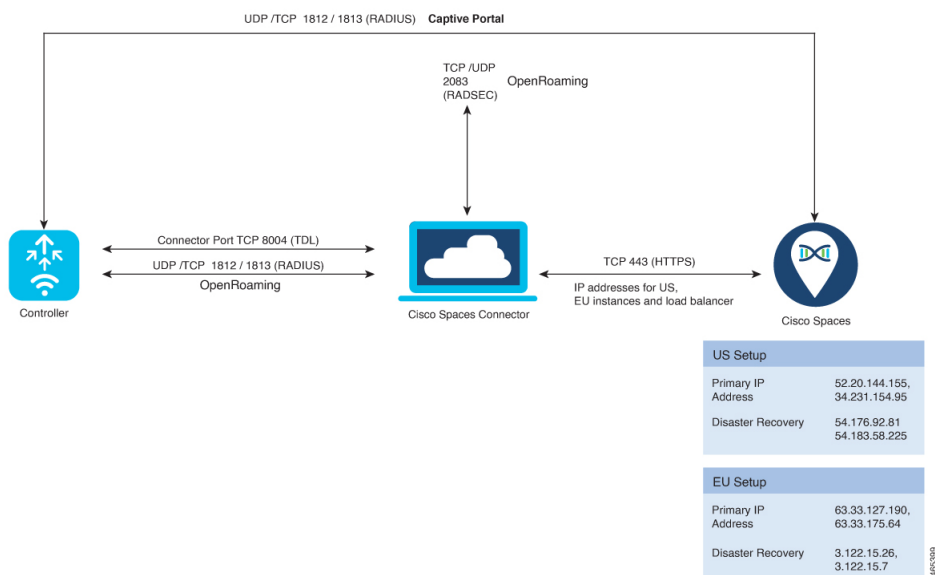 UDP /TCP 1812 / 1813 (RADIUS) Captive Portal
TCP /UDP
2083
(RADSEC)
OpenRoaming
Connector Port TCP 8004 (TDL)
UDP /TCP 1812 / 1813 (RADIUS)
OpenRoaming
TCP 443 (HTTPS)
IP addresses for US,
EU instances and load balancer
Controller
Cisco Spaces Connector
Cisco Spaces
US Setup
Primary IP
Address
52.20.144.155,
34.231.154.95
Disaster Recovery
54.176.92.81
54.183.58.225
EU Setup
Primary IP
Address
63.33.127.190,
63.33.175.64
Disaster Recovery
3.122.15.26,
3.122.15.7
465399